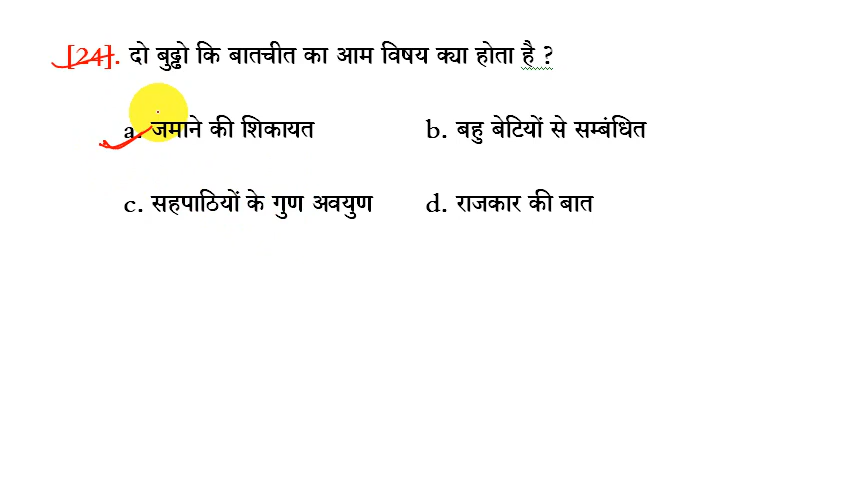 [24]. दो बुढ्ढो कि बातचीत का आम विषय क्या होता है ?
a. जमाने की शिकायत b. बहु बेटियों से सम्बंधित
c. सहपाठियों के गुण अवयुण d. राजकार की बात